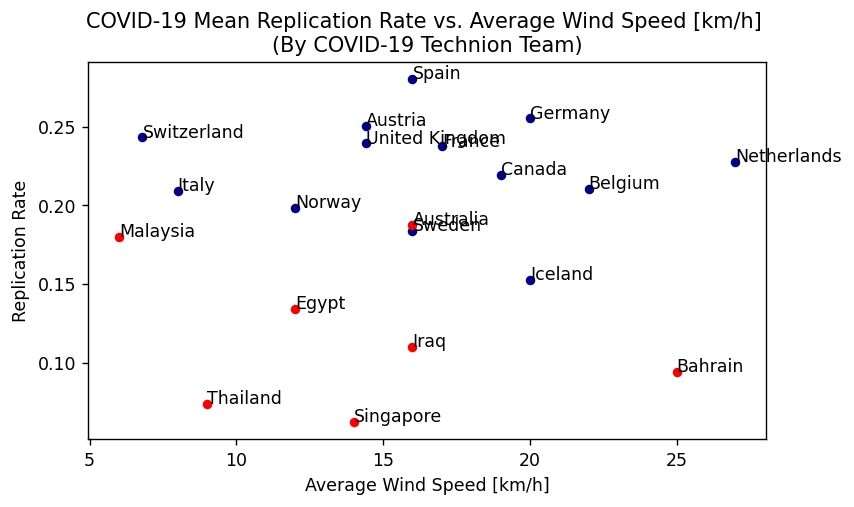 COVID-19 Mean Replication Rate vs. Average Wind Speed [km/h]
(By COVID-19 Technion Team)
Spain
Germany
Austria
0.25
Switzerland
United Kingdom
France
Netherlands
Canada
Belgium
Italy
0.20
Norway
Australia
Sweden
Malaysia
Replication Rate
Iceland
0.15
Egypt
Iraq
0.10
Bahrain
Thailand
Singapore
5
10
15
20
25
Average Wind Speed [km/h]